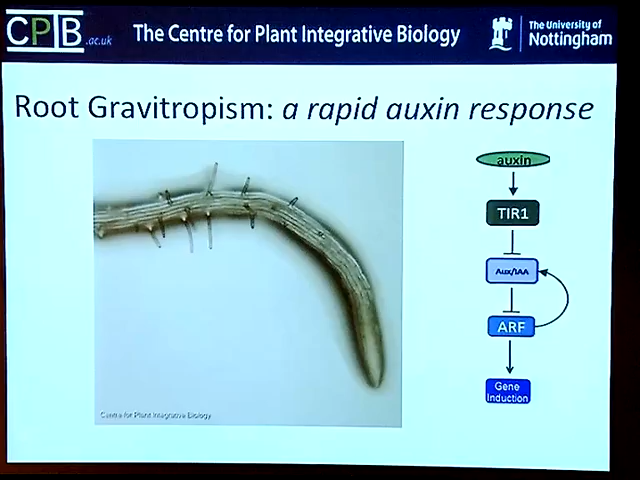 CPIB
.ac.uk
The Centre for Plant Integrative Biology
The University of
Nottingham
Root Gravitropism: a rapid auxin response
auxin
TIR1
Aux/IAA
ARF
Gene
Induction
Centre for Plant Integrative Biology